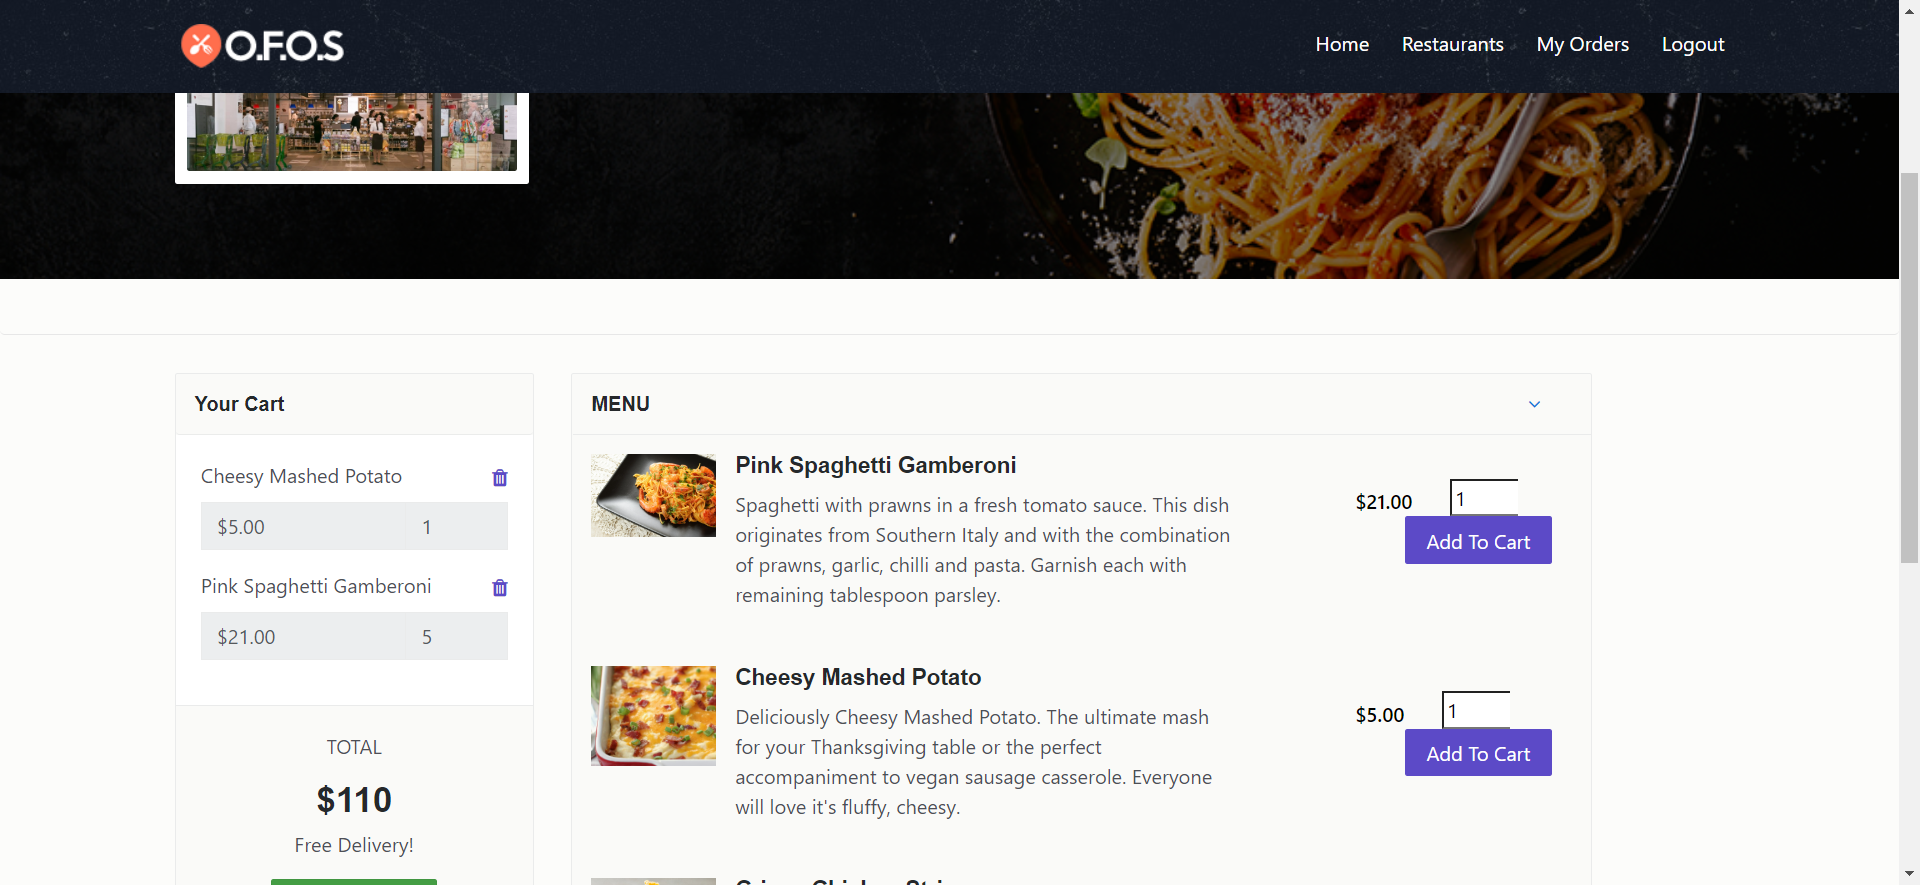 O.F.O.S
Home Restaurants My Orders Logout
Your Cart
Cheesy Mashed Potato
$5.00 1
Pink Spaghetti Gamberoni
$21.00 5
TOTAL
$110
Free Delivery!
MENU
Pink Spaghetti Gamberoni
Spaghetti with prawns in a fresh tomato sauce. This dish
originates from Southern Italy and with the combination
of prawns, garlic, chilli and pasta. Garnish each with
remaining tablespoon parsley.
$21.00 1
Add To Cart
Cheesy Mashed Potato
Deliciously Cheesy Mashed Potato. The ultimate mash
for your Thanksgiving table or the perfect
accompaniment to vegan sausage casserole. Everyone
will love it's fluffy, cheesy.
$5.00 1
Add To Cart